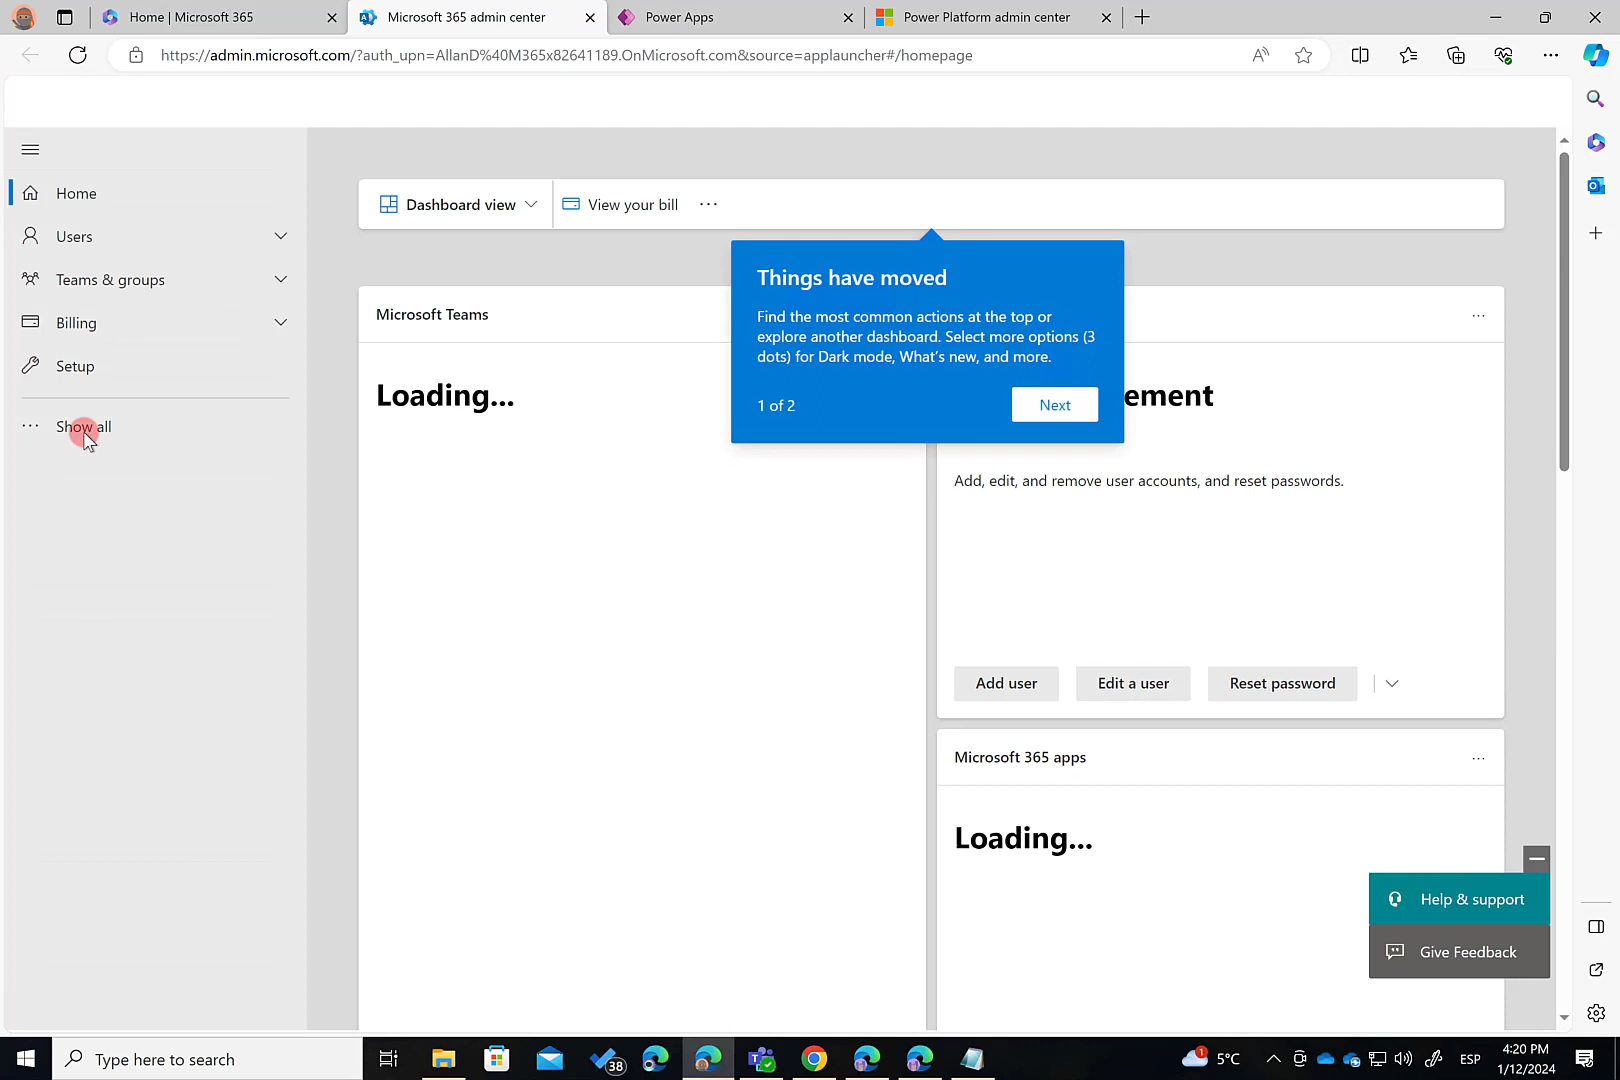 Home | Microsoft 365
Microsoft 365 admin center
Power Apps
Power Platform admin center
https://admin.microsoft.com/?auth_upn=AllanD%40M365x82641189.OnMicrosoft.com&source=applauncher#/homepage
Home
Users
Teams & groups
Billing
Setup
Show all
Dashboard view
View your bill
Things have moved
Find the most common actions at the top or
explore another dashboard. Select more options (3
dots) for Dark mode, What's new, and more.
1 of 2
Next
Microsoft Teams
Loading...
ement
Add, edit, and remove user accounts, and reset passwords.
Add user
Edit a user
Reset password
Microsoft 365 apps
Loading...
Help & support
Give Feedback
Type here to search
38
1
5°C
ESP
4:20 PM
1/12/2024